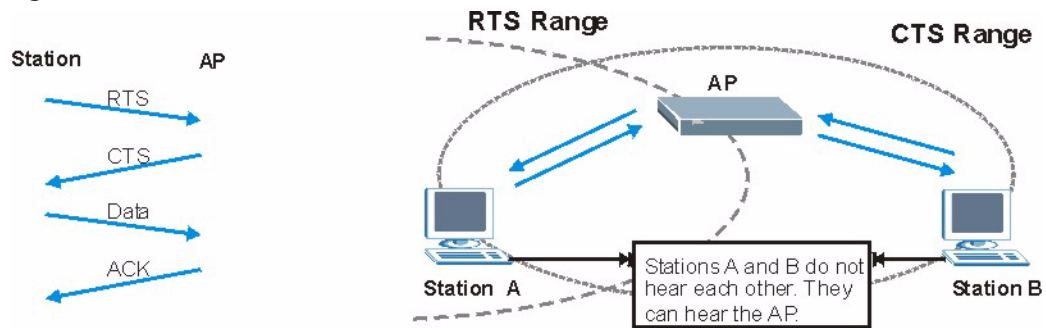 RTS Range
CTS Range
Station
AP
AP
RTS
CTS
Data
ACK
Station A
Stations A and B do not
hear each other. They
can hear the AP.
Station B